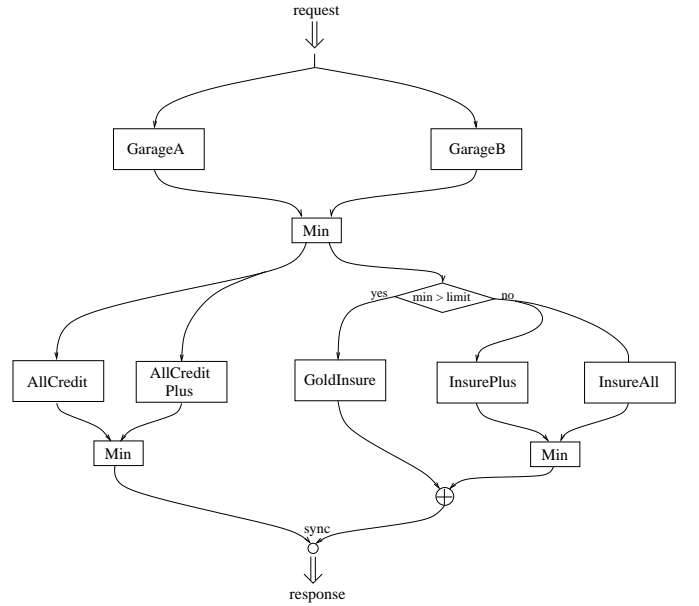 request
GarageA
GarageB
Min
yes
min > limit
no
AllCredit
AllCredit
Plus
GoldInsure
InsurePlus
InsureAll
Min
Min
sync
response